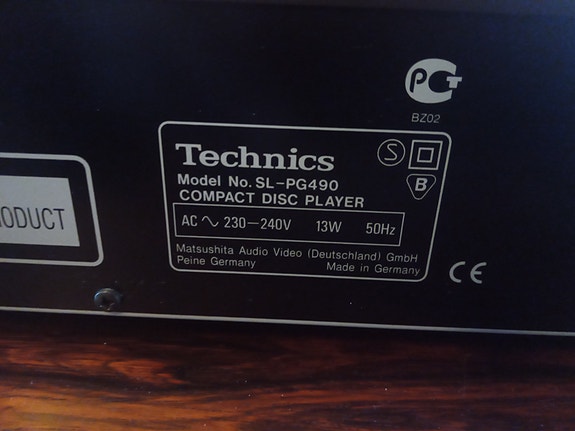 PCT
BZ02
Technics
S
B
Model No. SL-PG490
COMPACT DISC PLAYER
AC ∿ 230—240V 13W 50Hz
Matsushita Audio Video (Deutschland) GmbH
Peine Germany Made in Germany
CE
RODUCT